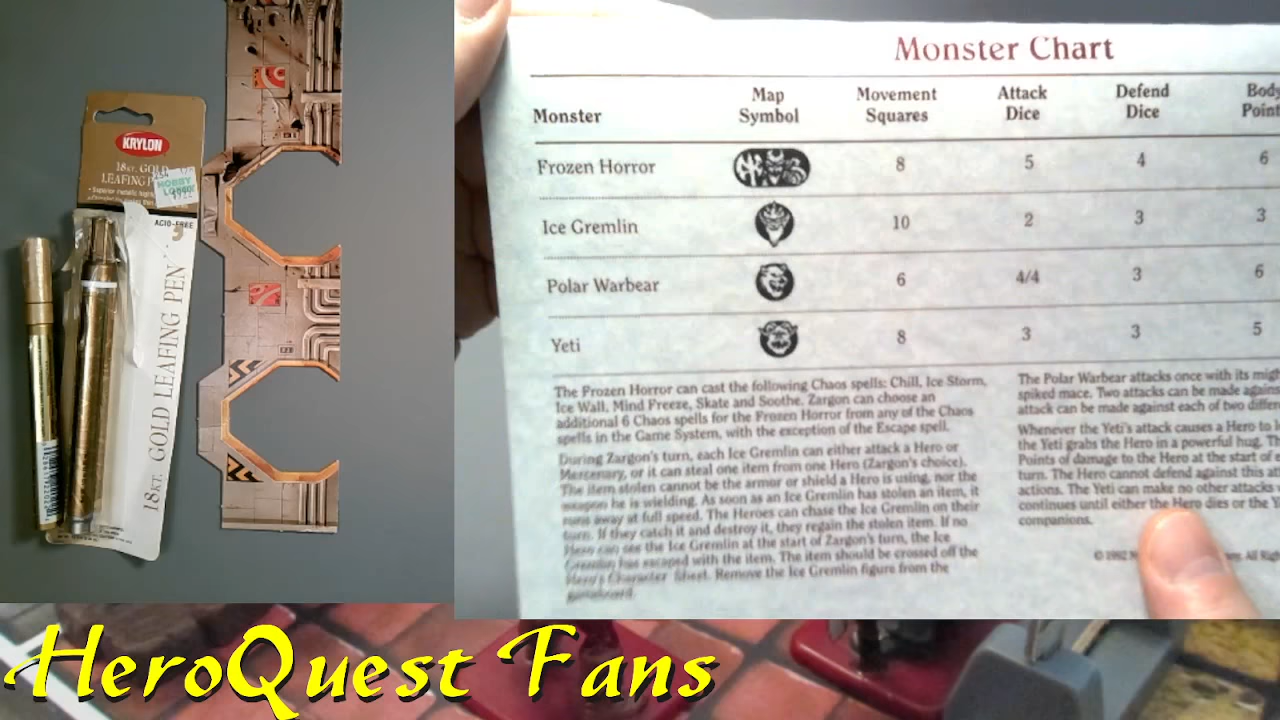 KRYLON
18 KT. GOLD
LEAFING
HOBBY
ACID-FREE
18KT. GOLD LEAFING PEN
Monster Chart
Monster Map Symbol Movement Squares Attack Dice Defend Dice Body Point
Frozen Horror 8 5 4 6
Ice Gremlin 10 2 3 3
Polar Warbear 6 4/4 3 6
Yeti 8 3 3 5
The Frozen Horror can cast the following Chaos spells: Chill, Ice Storm,
Ice Wall, Mind Freeze, Skate and Soothe. Zargon can choose an
additional 6 Chaos spells for the Frozen Horror from any of the Chaos
spells in the Game System, with the exception of the Escape spell.
During Zargon's turn, each Ice Gremlin can either attack a Hero or
Mercenary, or it can steal one item from one Hero (Zargon's choice).
The item stolen cannot be the armor or shield a Hero is using, nor the
weapon he is wielding. As soon as an Ice Gremlin has stolen an item, it
runs away at full speed. The Heroes can chase the Ice Gremlin on their
turn. If they catch it and destroy it, they regain the stolen item. If no
Hero can see the Ice Gremlin at the start of Zargon's turn, the Ice
Gremlin has escaped with the item. The item should be crossed off the
Hero's Character Sheet. Remove the Ice Gremlin figure from the
gameboard.
The Polar Warbear attacks once with its
spiked mace. Two attacks can be made
attack can be made against each of two
Whenever the Yeti's attack causes a Hero to
the Yeti grabs the Hero in a powerful hug.
Points of damage to the Hero at the start of
turn. The Hero cannot defend against this
actions. The Yeti can make no other attacks
continues until either the Hero dies or the
companions.
© 1992
All
HeroQuest Fans